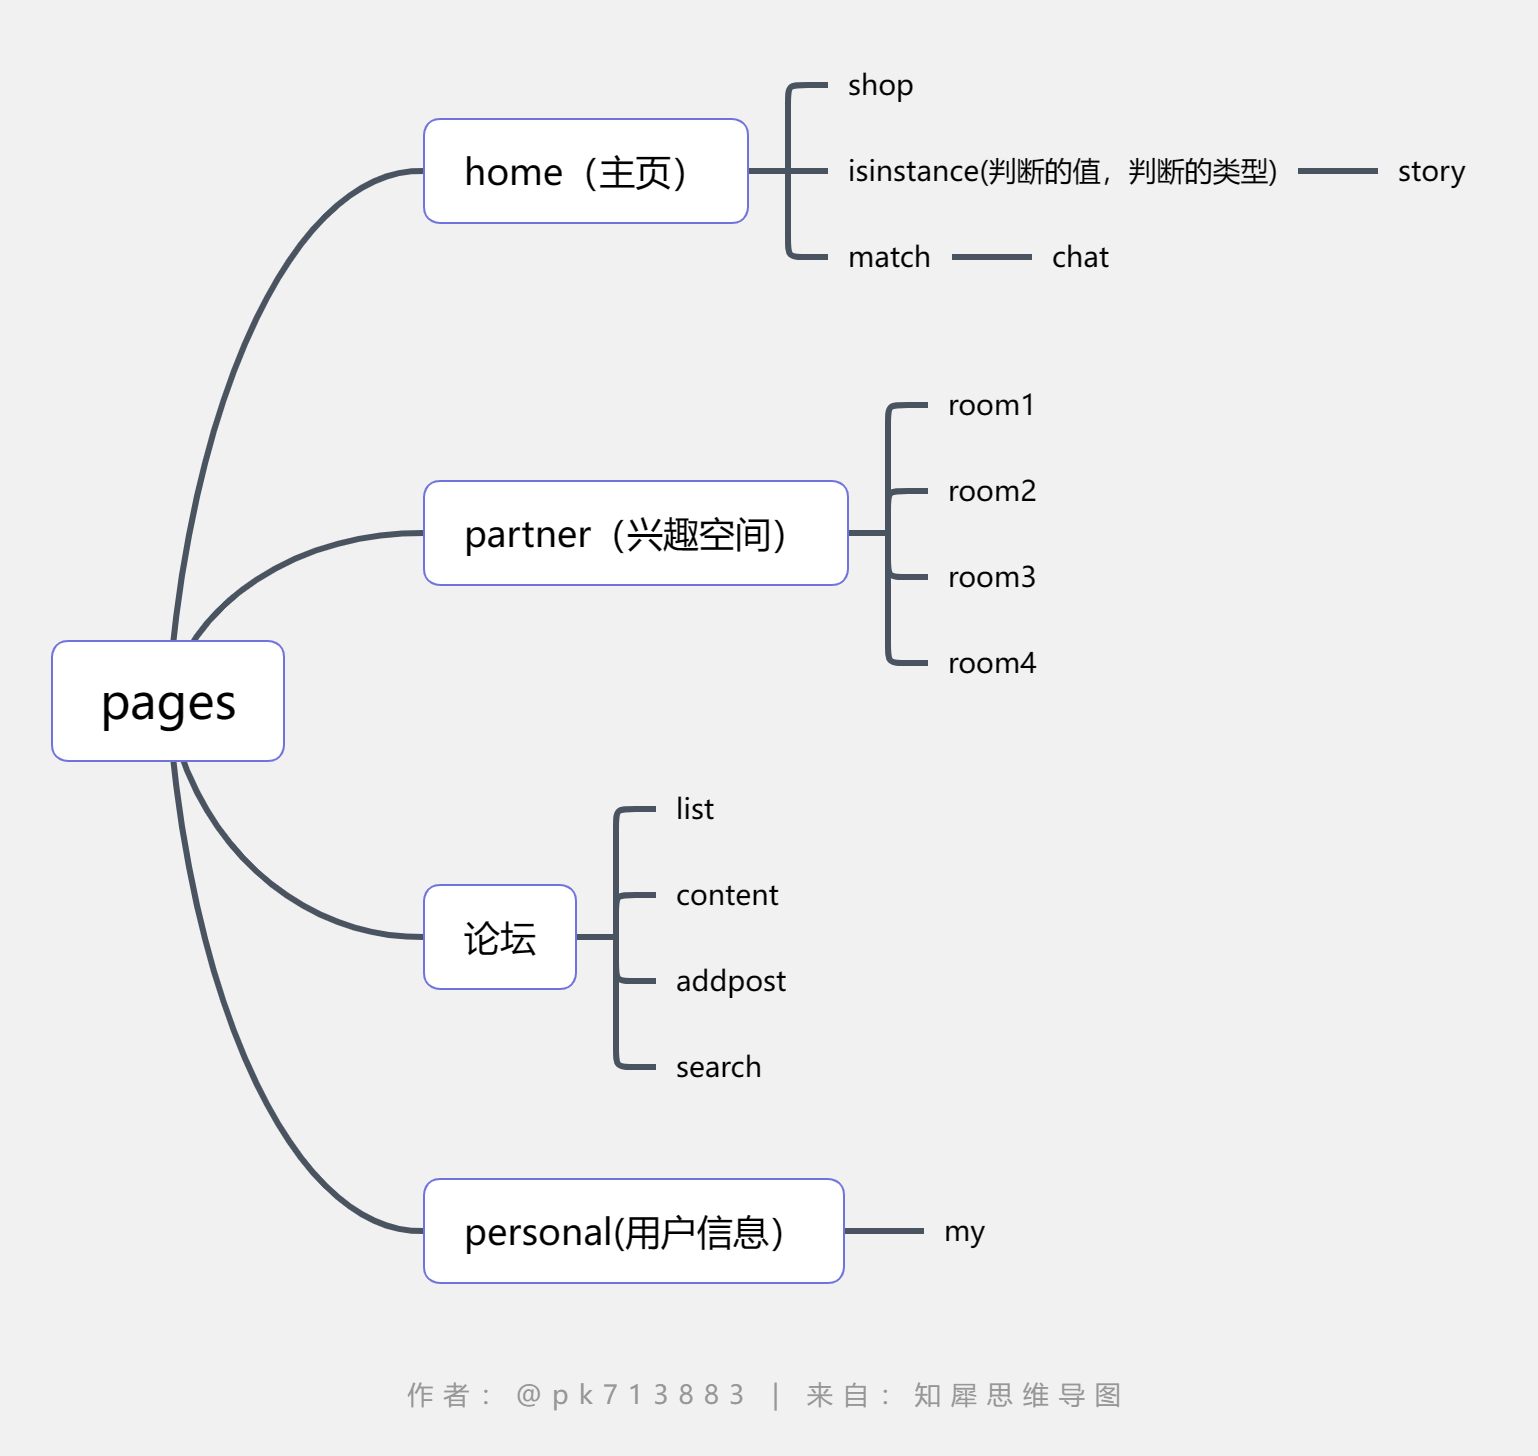 shop
home（主页）
isinstance(判断的值，判断的类型)
story
match
chat
room1
room2
partner（兴趣空间）
room3
room4
pages
list
content
论坛
addpost
search
personal(用户信息）
my
作者：@pk713883 | 来自：知犀思维导图